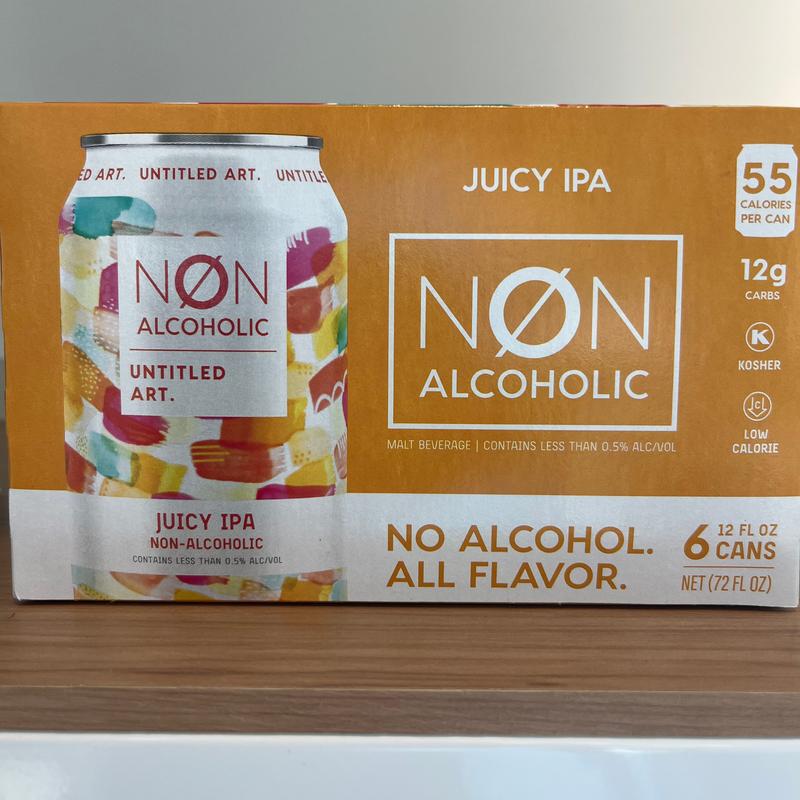 ED ART. UNTITLED ART. UNTITLE
NØN
ALCOHOLIC
UNTITLED
ART.
JUICY IPA
NON-ALCOHOLIC
CONTAINS LESS THAN 0.5% ALC/VOL
JUICY IPA
NØN
ALCOHOLIC
MALT BEVERAGE | CONTAINS LESS THAN 0.5% ALC/VOL
NO ALCOHOL.
ALL FLAVOR.
55
CALORIES
PER CAN
12g
CARBS
K
KOSHER
LCL
LOW
CALORIE
6 12 FL OZ
CANS
NET (72 FL OZ)